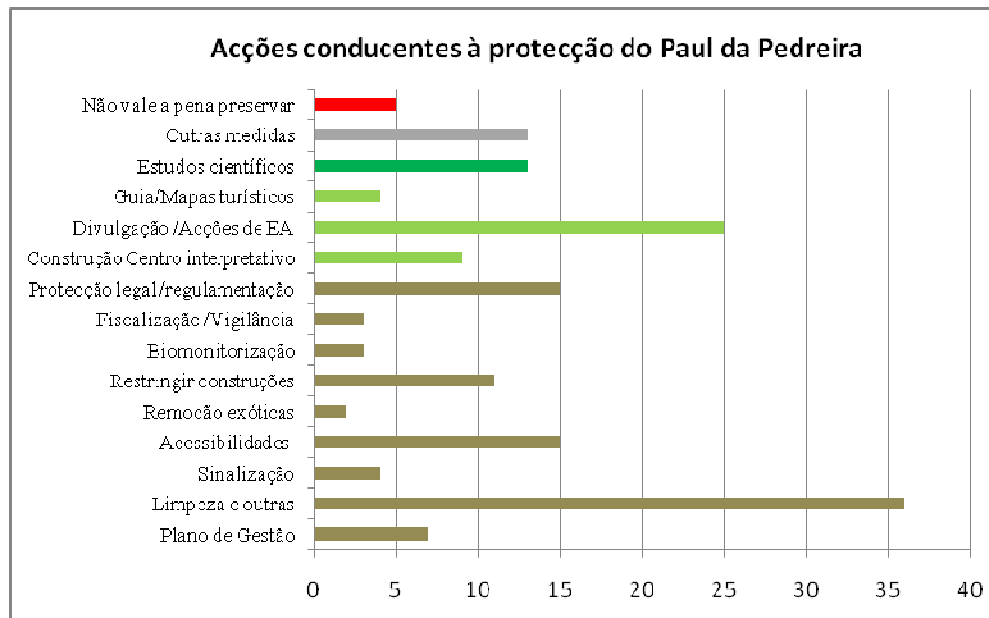 Acções conducentes à protecção do Paul da Pedreira
Não vale a pena preservar
Outras medidas
Estudos científicos
Guia/Mapas turísticos
Divulgação /Acções de EA
Construção Centro interpretativo
Protecção legal/regulamentação
Fiscalização /Vigilância
Biomonitorização
Restringir construções
Remoção exóticas
Acessibilidades
Sinalização
Limpeza e outras
Plano de Gestão
0 5 10 15 20 25 30 35 40